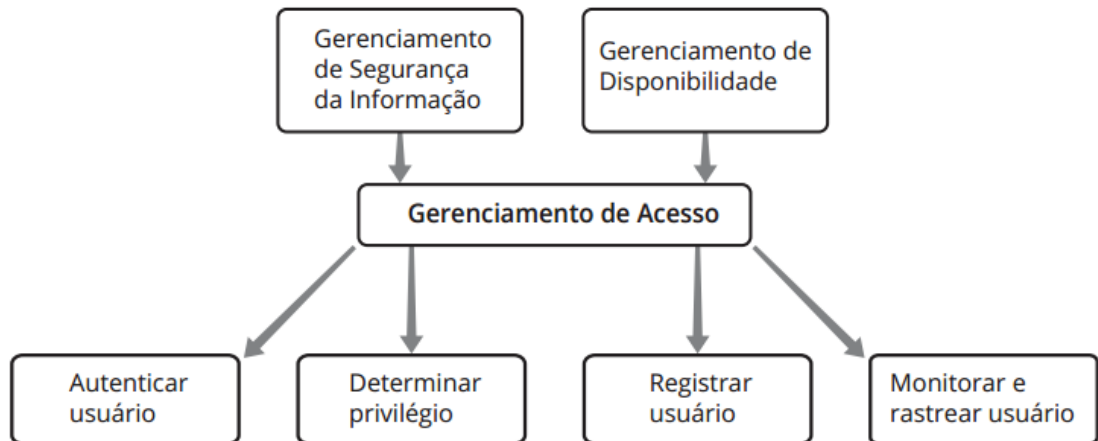 Gerenciamento
de Segurança
da Informação
Gerenciamento de
Disponibilidade
Gerenciamento de Acesso
Autenticar
usuário
Determinar
privilégio
Registrar
usuário
Monitorar e
rastrear usuário